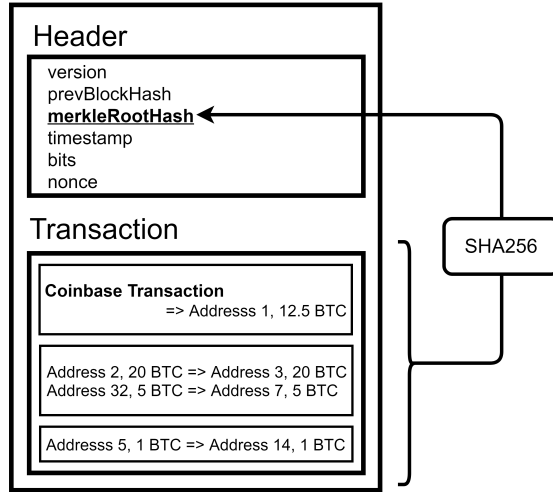 Header
version
prevBlockHash
merkleRootHash
timestamp
bits
nonce
Transaction
SHA256
Coinbase Transaction
=> Addresss 1, 12.5 BTC
Address 2, 20 BTC => Address 3, 20 BTC
Address 32, 5 BTC => Address 7, 5 BTC
Addresss 5, 1 BTC => Address 14, 1 BTC